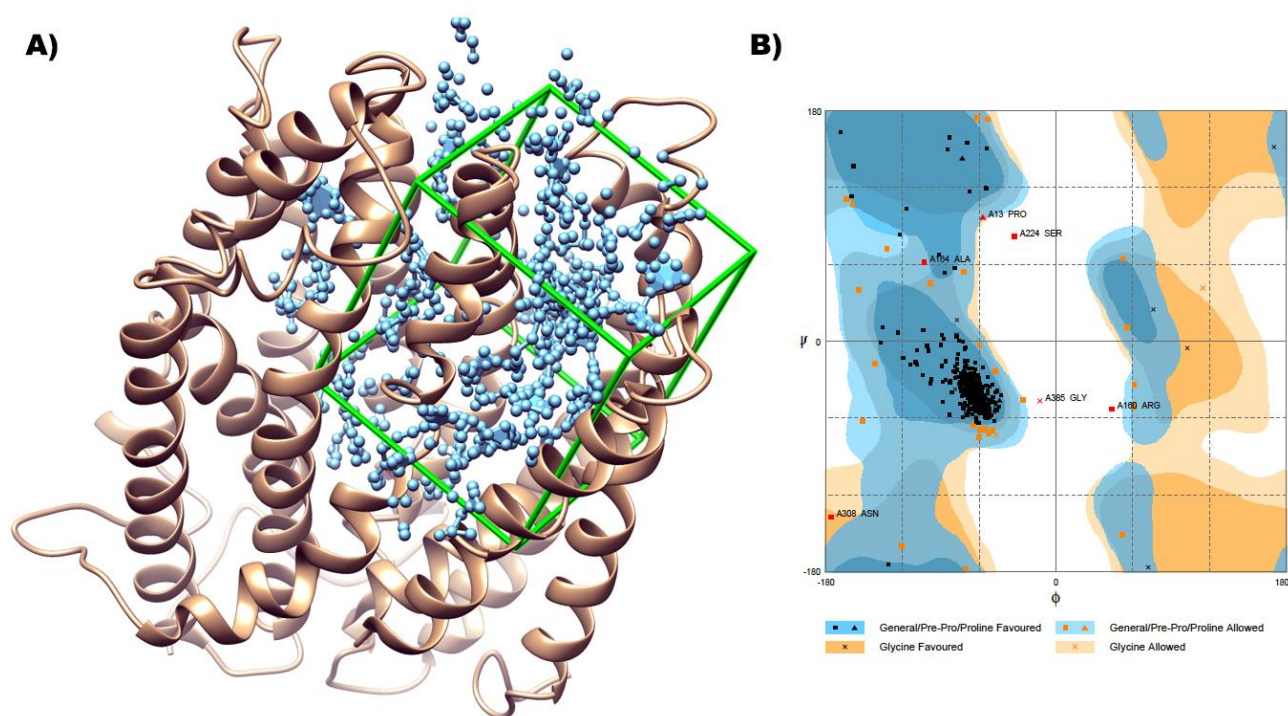 A)
B)
180
A13 PRO
A224 SER
A164 ALA
ψ 0
A385 GLY
A160 ARG
A308 ASN
-180
-180 0 180
ϕ
General/Pre-Pro/Proline Favoured General/Pre-Pro/Proline Allowed
Glycine Favoured Glycine Allowed